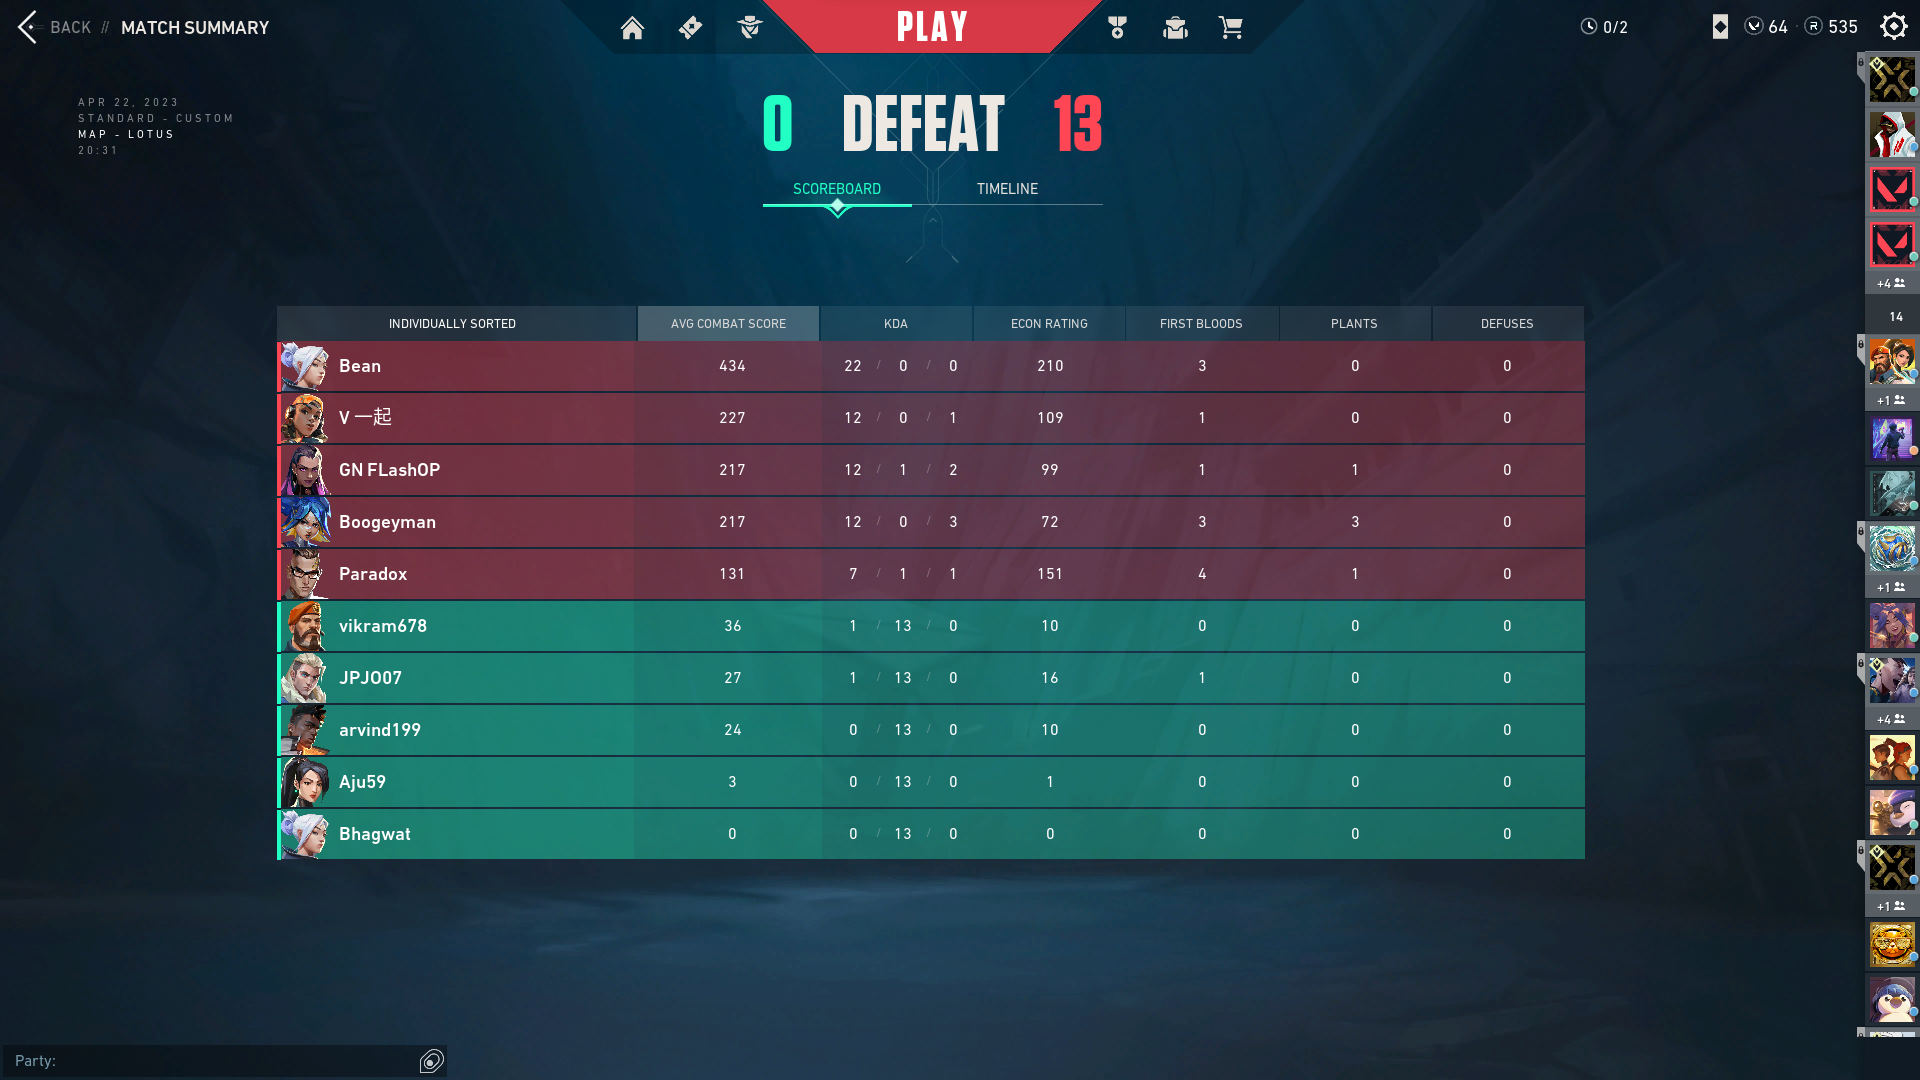 BACK // MATCH SUMMARY
PLAY
0/2
64 · R 535
APR 22, 2023
STANDARD - CUSTOM
MAP - LOTUS
20:31
0 DEFEAT 13
SCOREBOARD TIMELINE
INDIVIDUALLY SORTED AVG COMBAT SCORE KDA ECON RATING FIRST BLOODS PLANTS DEFUSES
Bean 434 22 / 0 / 0 210 3 0 0
V 一起 227 12 / 0 / 1 109 1 0 0
GN FLashOP 217 12 / 1 / 2 99 1 1 0
Boogeyman 217 12 / 0 / 3 72 3 3 0
Paradox 131 7 / 1 / 1 151 4 1 0
vikram678 36 1 / 13 / 0 10 0 0 0
JPJO07 27 1 / 13 / 0 16 1 0 0
arvind199 24 0 / 13 / 0 10 0 0 0
Aju59 3 0 / 13 / 0 1 0 0 0
Bhagwat 0 0 / 13 / 0 0 0 0 0
+4
14
+1
+1
+4
+1
Party: